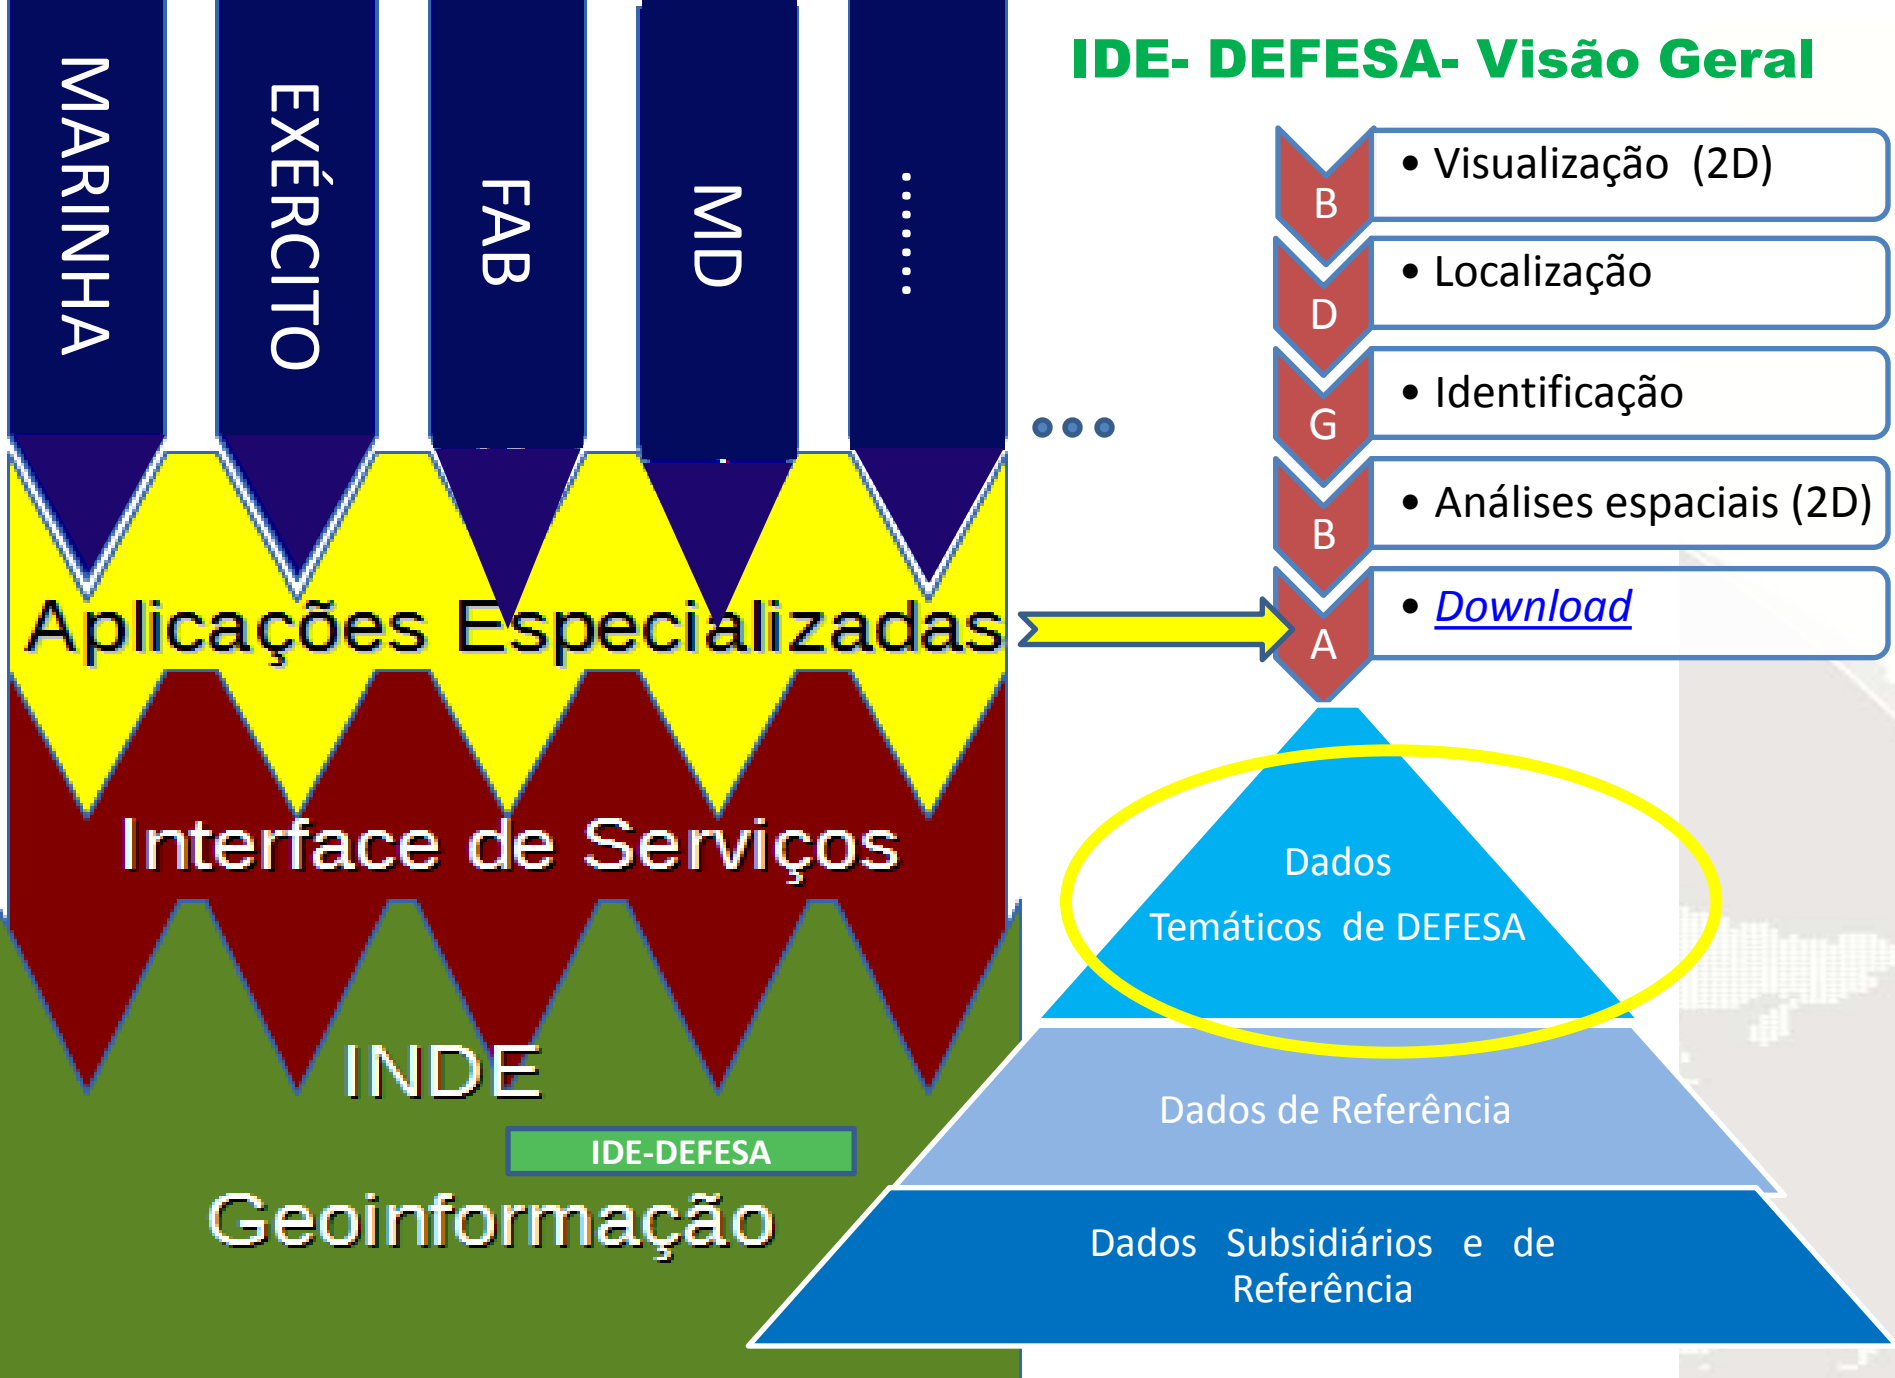 IDE- DEFESA- Visão Geral
MARINHA
EXÉRCITO
FAB
MD
.......
B
• Visualização (2D)
D
• Localização
G
• Identificação
B
• Análises espaciais (2D)
A
• Download
Aplicações Especializadas
Interface de Serviços
INDE
IDE-DEFESA
Geoinformação
Dados
Temáticos de DEFESA
Dados de Referência
Dados Subsidiários e de
Referência